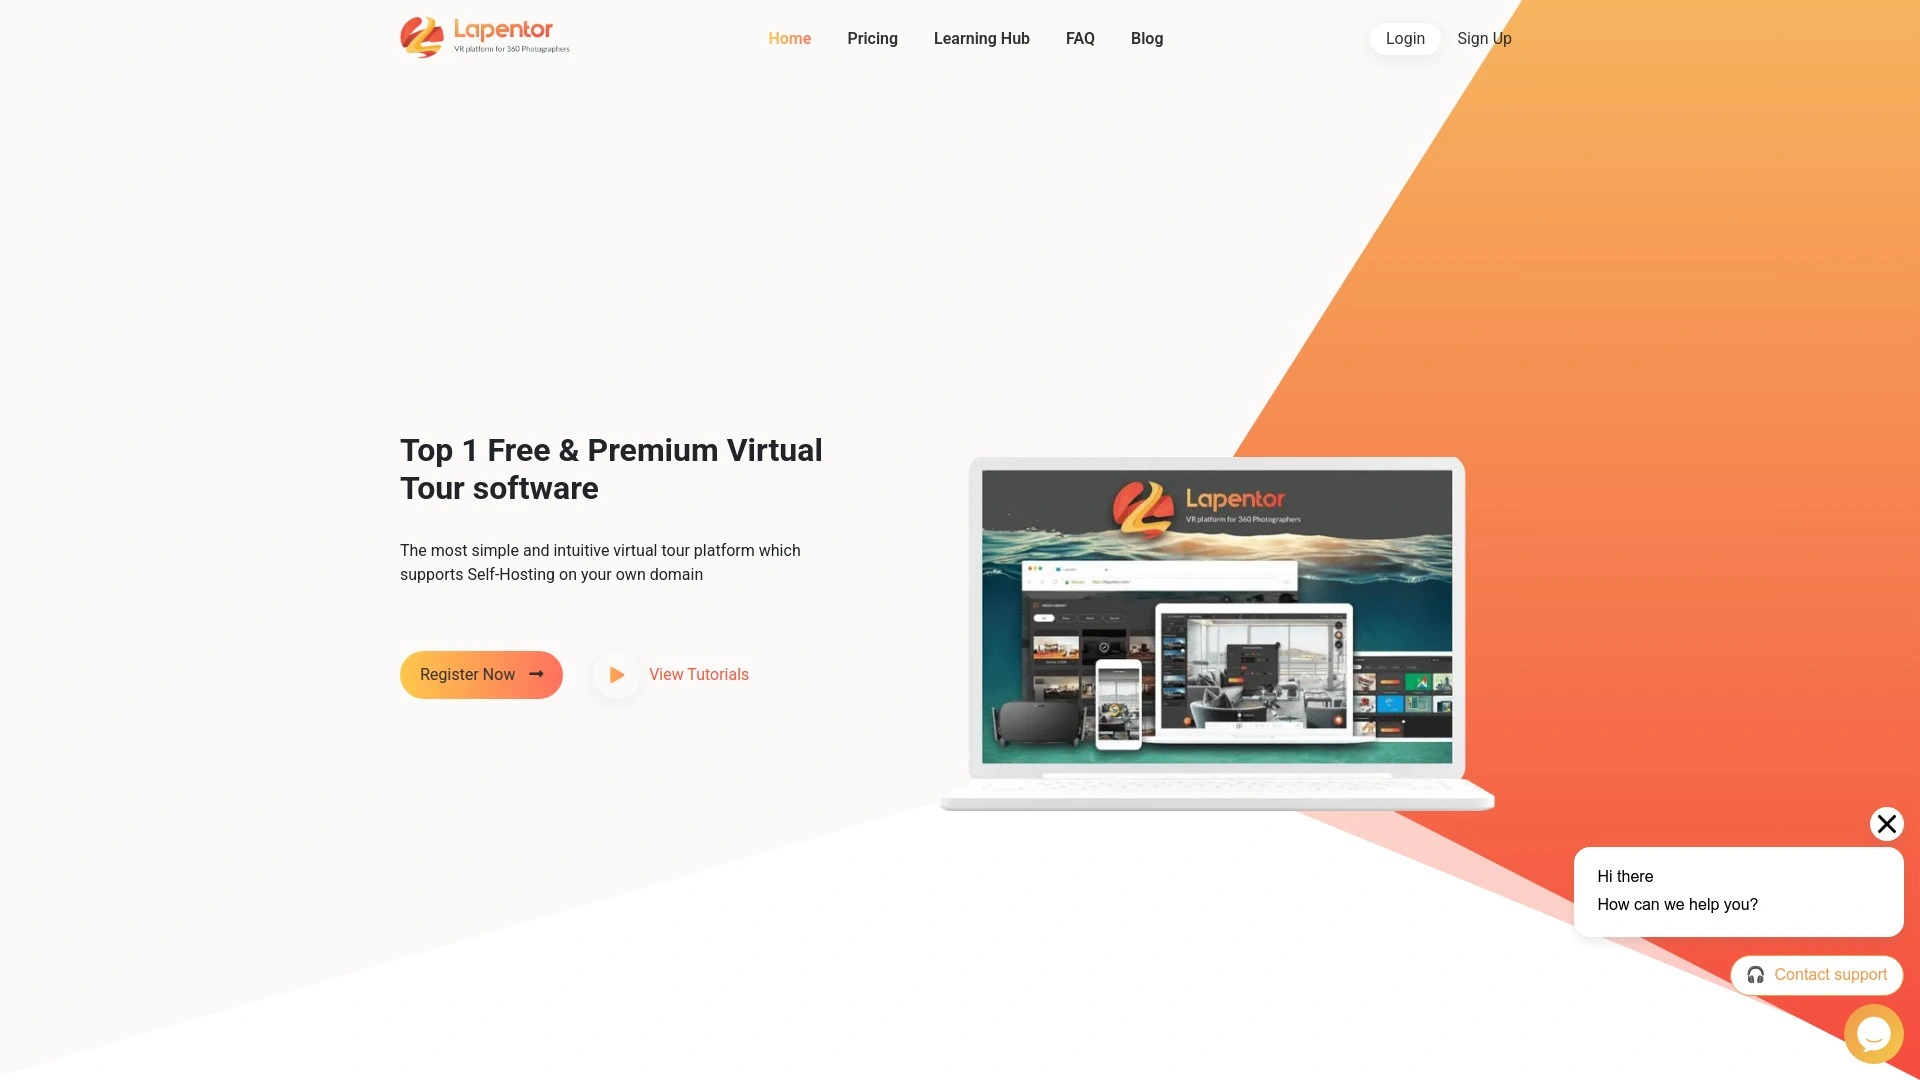 Lapentor
VR platform for 360 Photographers
Home
Pricing
Learning Hub
FAQ
Blog
Login
Sign Up
Top 1 Free & Premium Virtual
Tour software
The most simple and intuitive virtual tour platform which
supports Self-Hosting on your own domain
Register Now
View Tutorials
Lapentor
VR platform for 360 Photographers
Hi there
How can we help you?
Contact support